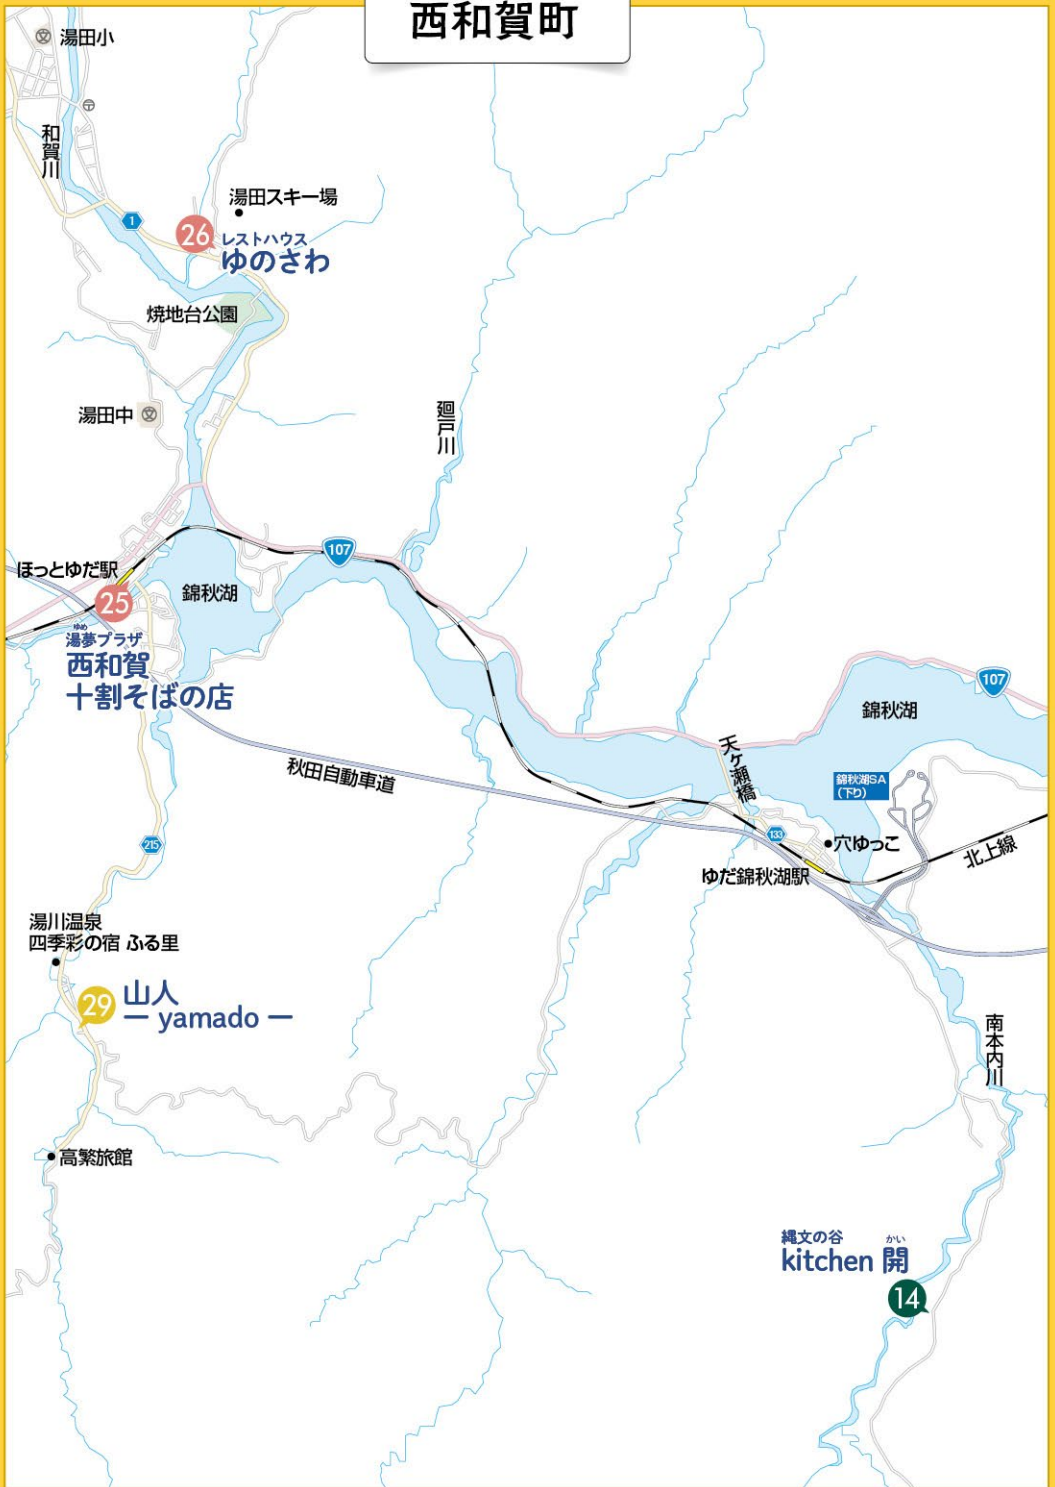 西和賀町
湯田小
和賀川
湯田スキー場
1
26
レストハウス
ゆのさわ
焼地台公園
湯田中
廻戸川
107
ほっとゆだ駅
25
錦秋湖
ゆめ
湯夢プラザ
西和賀
十割そばの店
107
錦秋湖
天ケ瀬橋
秋田自動車道
錦秋湖SA
(下り)
133
穴ゆっこ
北上線
ゆだ錦秋湖駅
215
湯川温泉
四季彩の宿 ふる里
29
山人
ー yamado ー
南本内川
高繁旅館
縄文の谷
かい
kitchen 開
14